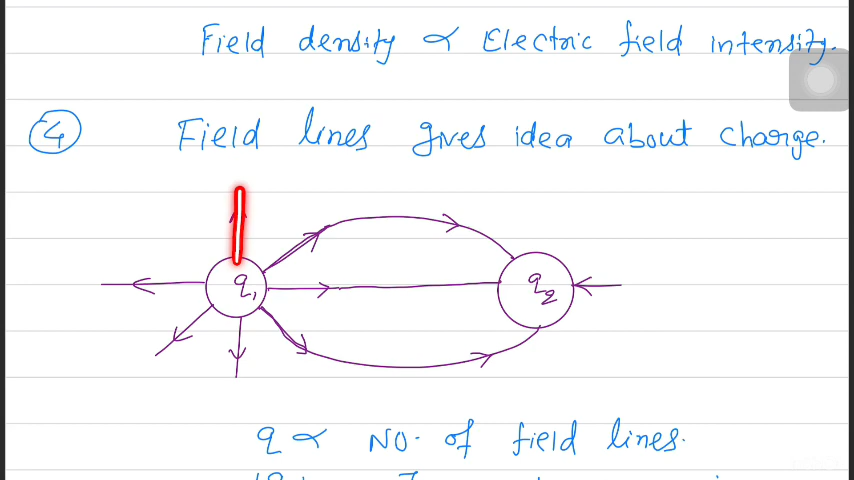 Field density ∝ Electric field intensity.
④ Field lines gives idea about charge.
q₁ q₂
q ∝ No. of field lines.